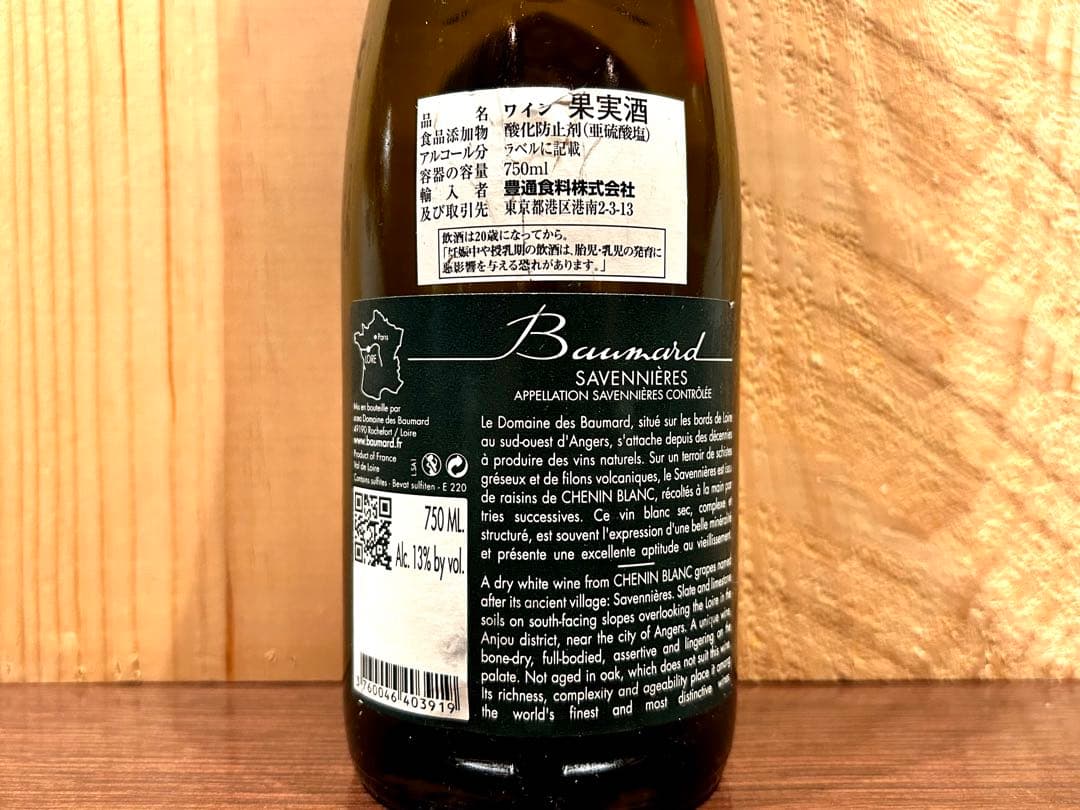 品名 ワイン 果実酒
食品添加物 酸化防止剤(亜硫酸塩)
アルコール分 ラベルに記載
容器の容量 750ml
輸入者 豊通食料株式会社
及び取引先 東京都港区港南2-3-13
飲酒は20歳になってから。
「妊娠中や授乳期の飲酒は、胎児・乳児の発育に
悪影響を与える恐れがあります。」
Paris
LOIRE
Baumard
SAVENNIÈRES
APPELLATION SAVENNIÈRES CONTRÔLÉE
Mis en bouteille par
Domaine des Baumard
49190 Rochefort / Loire
www.baumard.fr
Product of France
Val de Loire
L SA1
Contains sulfites - Bevat sulfiten - E 220
750 ML.
Alc. 13% by vol.
3 760046 403919
Le Domaine des Baumard, situé sur les bords de Loire
au sud-ouest d'Angers, s'attache depuis des décennies
à produire des vins naturels. Sur un terroir de schistes
gréseux et de filons volcaniques, le Savennières est issu
de raisins de CHENIN BLANC, récoltés à la main par
tries successives. Ce vin blanc sec, complexe et
structuré, est souvent l'expression d'une belle minéralité
et présente une excellente aptitude au vieillissement.
A dry white wine from CHENIN BLANC grapes named
after its ancient village: Savennières. Slate and limestone
soils on south-facing slopes overlooking the Loire in the
Anjou district, near the city of Angers. A unique wine,
bone-dry, full-bodied, assertive and lingering on the
palate. Not aged in oak, which does not suit this wine.
Its richness, complexity and ageability place it among
the world's finest and most distinctive wines.